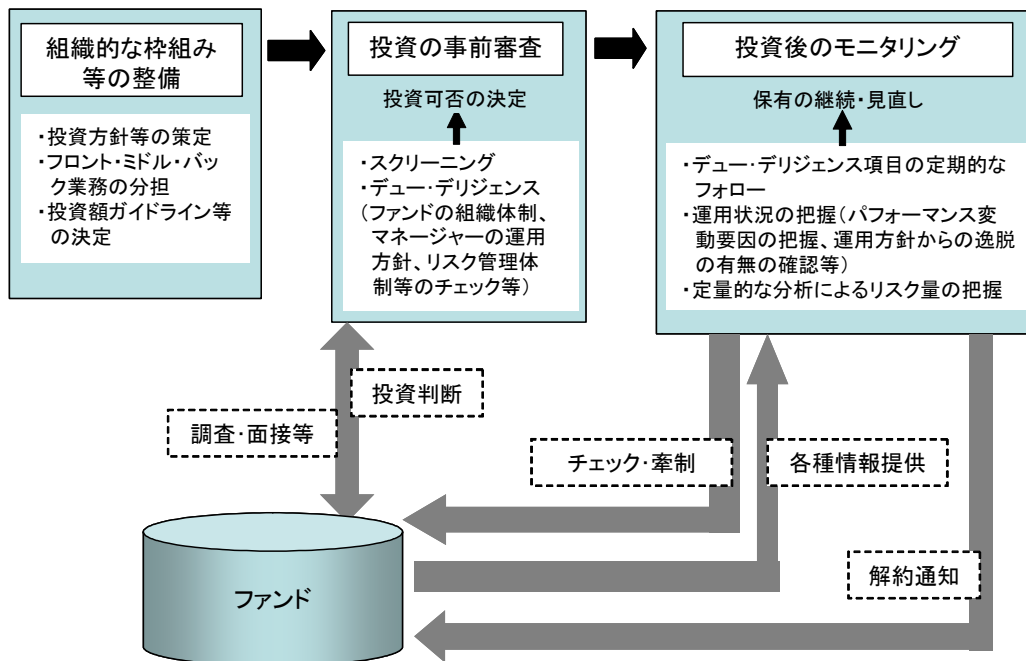 組織的な枠組み
等の整備
・投資方針等の策定
・フロント・ミドル・バッ
ク業務の分担
・投資額ガイドライン等
の決定
投資の事前審査
投資可否の決定
・スクリーニング
・デュー・デリジェンス
(ファンドの組織体制、
マネージャーの運用
方針、リスク管理体
制等のチェック等)
投資後のモニタリング
保有の継続・見直し
・デュー・デリジェンス項目の定期的な
フォロー
・運用状況の把握(パフォーマンス変
動要因の把握、運用方針からの逸脱
の有無の確認等)
・定量的な分析によるリスク量の把握
投資判断
調査・面接等
チェック・牽制
各種情報提供
解約通知
ファンド